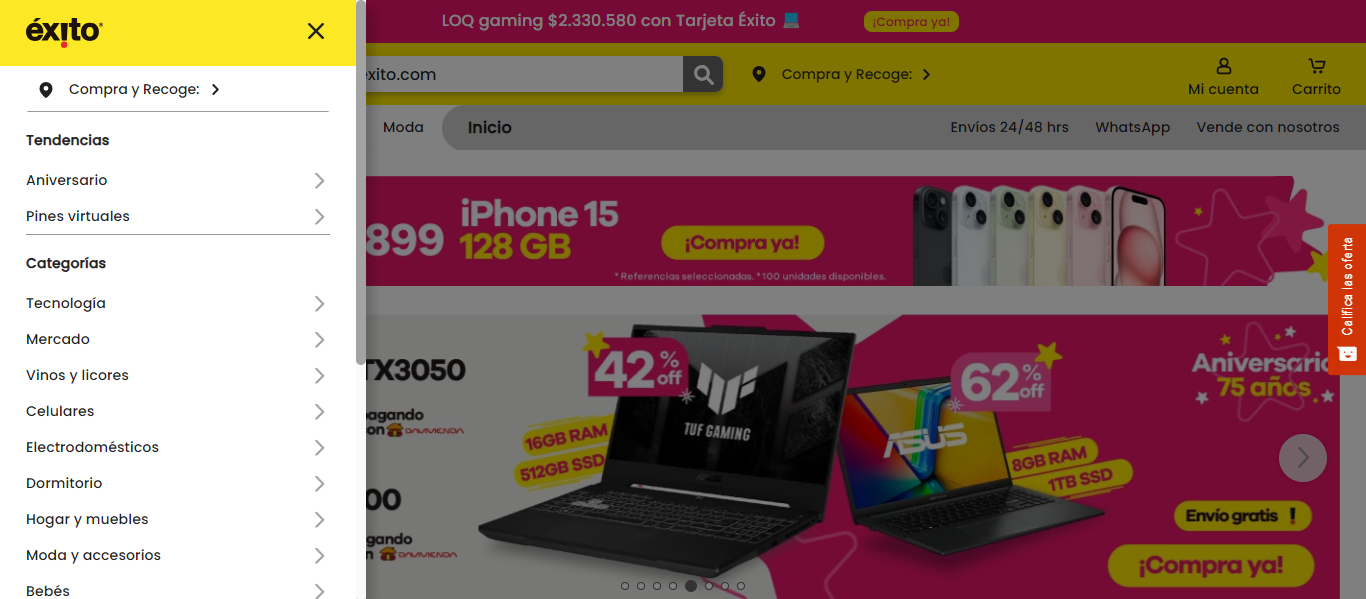 éxito
Compra y Recoge:
Tendencias
Aniversario
Pines virtuales
Categorías
Tecnología
Mercado
Vinos y licores
Celulares
Electrodomésticos
Dormitorio
Hogar y muebles
Moda y accesorios
Bebés
LOQ gaming $2.330.580 con Tarjeta Éxito
¡Compra ya!
éxito.com
Compra y Recoge:
Mi cuenta
Carrito
Moda
Inicio
Envíos 24/48 hrs
WhatsApp
Vende con nosotros
899
iPhone 15
128 GB
¡Compra ya!
* Referencias seleccionadas. *100 unidades disponibles.
Califica las oferta
TX3050
pagando
con DAVIVIENDA
00
gando
n DAVIVIENDA
42% off
16GB RAM
512GB SSD
TUF GAMING
ASUS
62% off
ASUS
8GB RAM
1TB SSD
Aniversario
75 años.
Envío gratis !
¡Compra ya!